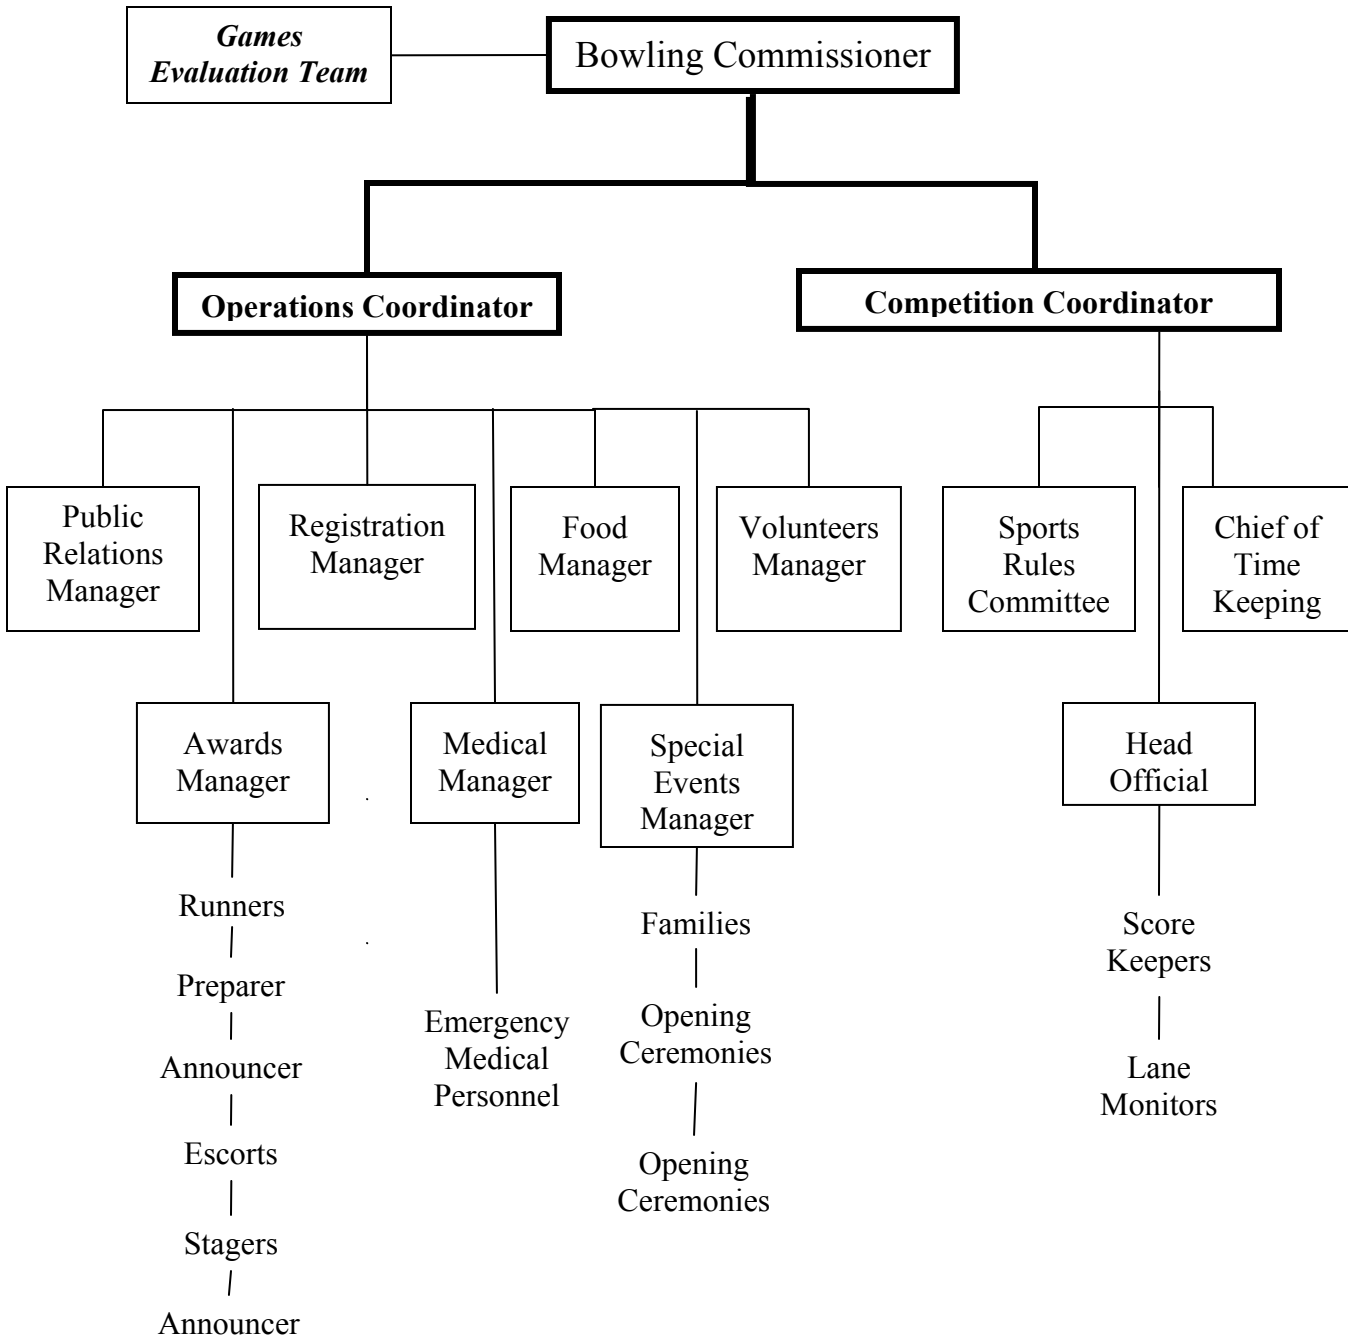 Games
Evaluation Team
Bowling Commissioner
Operations Coordinator
Competition Coordinator
Public
Relations
Manager
Registration
Manager
Food
Manager
Volunteers
Manager
Sports
Rules
Committee
Chief of
Time
Keeping
Awards
Manager
Medical
Manager
Special
Events
Manager
Head
Official
Runners
Preparer
Announcer
Escorts
Stagers
Announcer
Emergency
Medical
Personnel
Families
Opening
Ceremonies
Opening
Ceremonies
Score
Keepers
Lane
Monitors